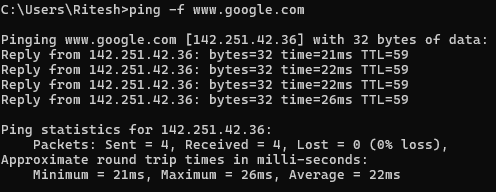 C:\Users\Ritesh>ping -f www.google.com
Pinging www.google.com [142.251.42.36] with 32 bytes of data:
Reply from 142.251.42.36: bytes=32 time=21ms TTL=59
Reply from 142.251.42.36: bytes=32 time=22ms TTL=59
Reply from 142.251.42.36: bytes=32 time=22ms TTL=59
Reply from 142.251.42.36: bytes=32 time=26ms TTL=59
Ping statistics for 142.251.42.36:
Packets: Sent = 4, Received = 4, Lost = 0 (0% loss),
Approximate round trip times in milli-seconds:
Minimum = 21ms, Maximum = 26ms, Average = 22ms